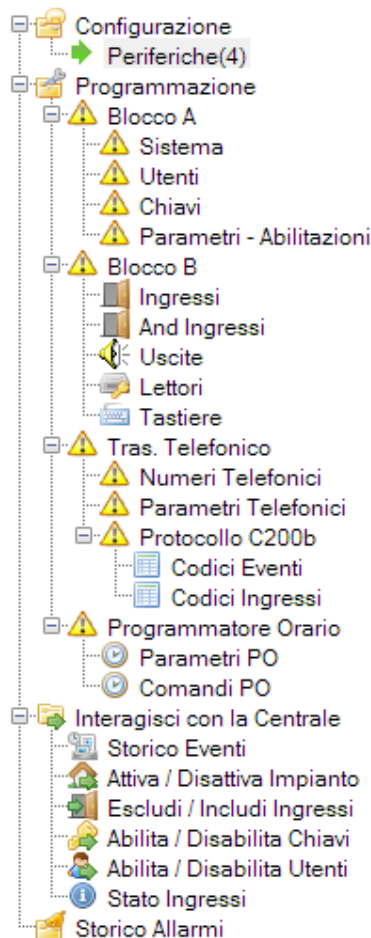 Configurazione
Periferiche(4)
Programmazione
Blocco A
Sistema
Utenti
Chiavi
Parametri - Abilitazioni
Blocco B
Ingressi
And Ingressi
Uscite
Lettori
Tastiere
Tras. Telefonico
Numeri Telefonici
Parametri Telefonici
Protocollo C200b
Codici Eventi
Codici Ingressi
Programmatore Orario
Parametri PO
Comandi PO
Interagisci con la Centrale
Storico Eventi
Attiva / Disattiva Impianto
Escludi / Includi Ingressi
Abilita / Disabilita Chiavi
Abilita / Disabilita Utenti
Stato Ingressi
Storico Allarmi